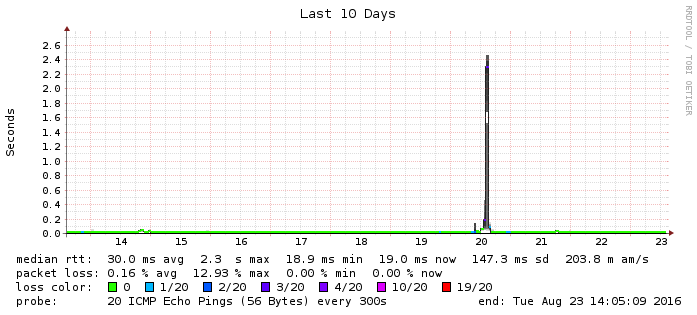 Last 10 Days
RRDTOOL / TOBI OETIKER
Seconds
2.6
2.4
2.2
2.0
1.8
1.6
1.4
1.2
1.0
0.8
0.6
0.4
0.2
0.0
14 15 16 17 18 19 20 21 22 23
median rtt: 30.0 ms avg 2.3 s max 18.9 ms min 19.0 ms now 147.3 ms sd 203.8 m am/s
packet loss: 0.16 % avg 12.93 % max 0.00 % min 0.00 % now
loss color: 0 1/20 2/20 3/20 4/20 10/20 19/20
probe: 20 ICMP Echo Pings (56 Bytes) every 300s end: Tue Aug 23 14:05:09 2016